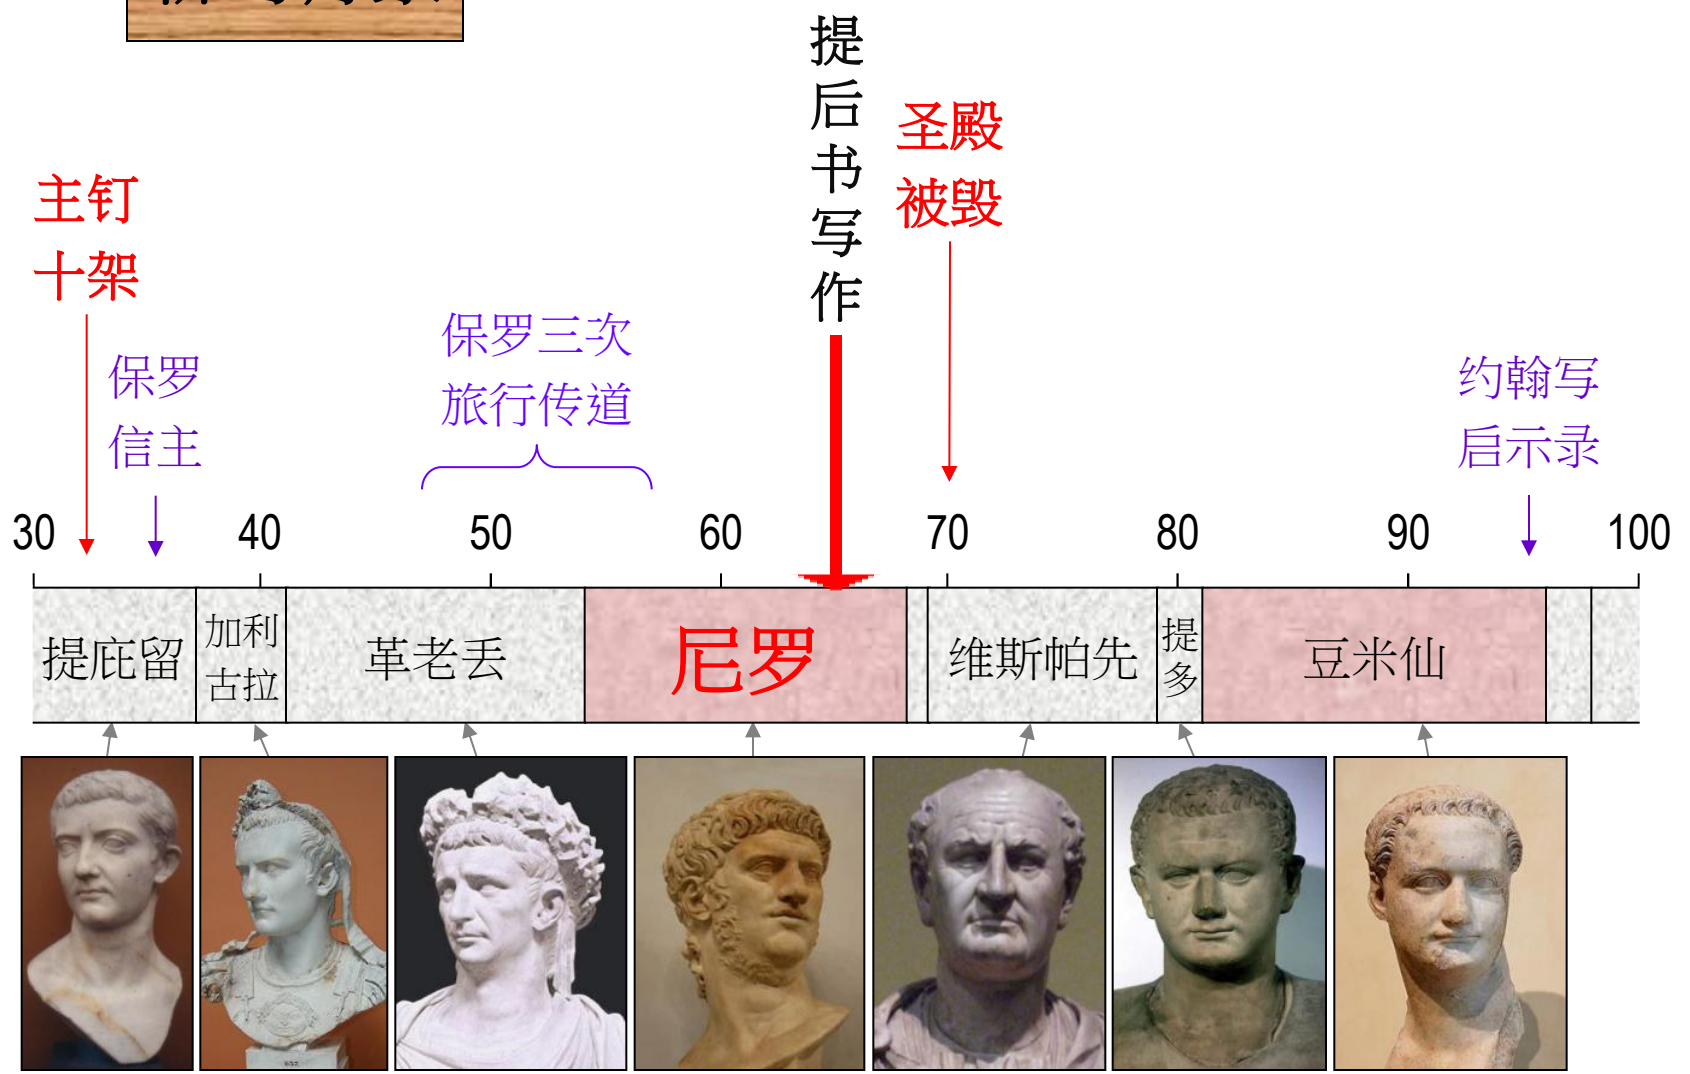 提后书写作
圣殿
被毁
主钉
十架
保罗
信主
保罗三次
旅行传道
约翰写
启示录
30 40 50 60 70 80 90 100
提庇留
加利
古拉
革老丢
尼罗
维斯帕先
提多
豆米仙